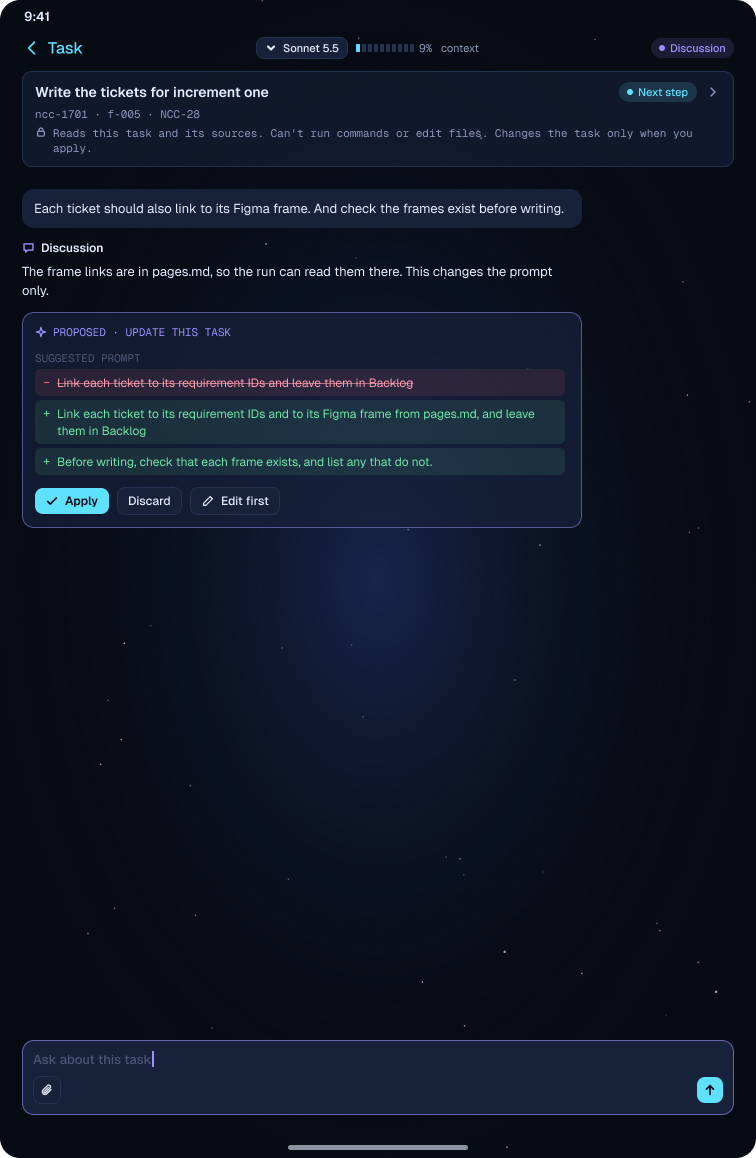 9:41
Task
Sonnet 5.5
9% context
Discussion
Write the tickets for increment one
Next step
ncc-1701 · f-005 · NCC-28
Reads this task and its sources. Can't run commands or edit files. Changes the task only when you
apply.
Each ticket should also link to its Figma frame. And check the frames exist before writing.
Discussion
The frame links are in pages.md, so the run can read them there. This changes the prompt
only.
PROPOSED · UPDATE THIS TASK
SUGGESTED PROMPT
− Link each ticket to its requirement IDs and leave them in Backlog
+ Link each ticket to its requirement IDs and to its Figma frame from pages.md, and leave
them in Backlog
+ Before writing, check that each frame exists, and list any that do not.
Apply
Discard
Edit first
Ask about this task